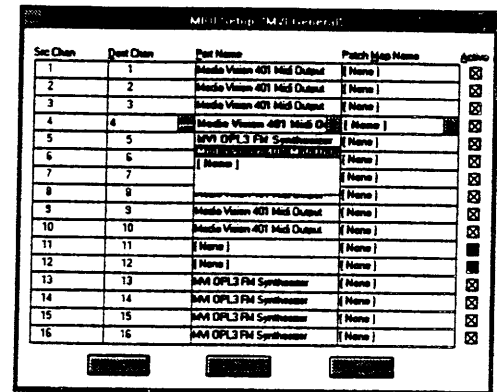 MIDI Setup: 'MVI General'
Src Chan Dest Chan Port Name Patch Map Name Active
1 1 Media Vision 401 Midi Output [ None ]
2 2 Media Vision 401 Midi Output [ None ]
3 3 Media Vision 401 Midi Output [ None ]
4 4 Media Vision 401 Midi O [ None ]
5 5 MVI OPL3 FM Synthesizer [ None ]
6 6 [ None ]
7 7 [ None ] [ None ]
8 8 [ None ]
9 9 Media Vision 401 Midi Output [ None ]
10 10 Media Vision 401 Midi Output [ None ]
11 11 [ None ] [ None ]
12 12 [ None ] [ None ]
13 13 MVI OPL3 FM Synthesizer [ None ]
14 14 MVI OPL3 FM Synthesizer [ None ]
15 15 MVI OPL3 FM Synthesizer [ None ]
16 16 MVI OPL3 FM Synthesizer [ None ]